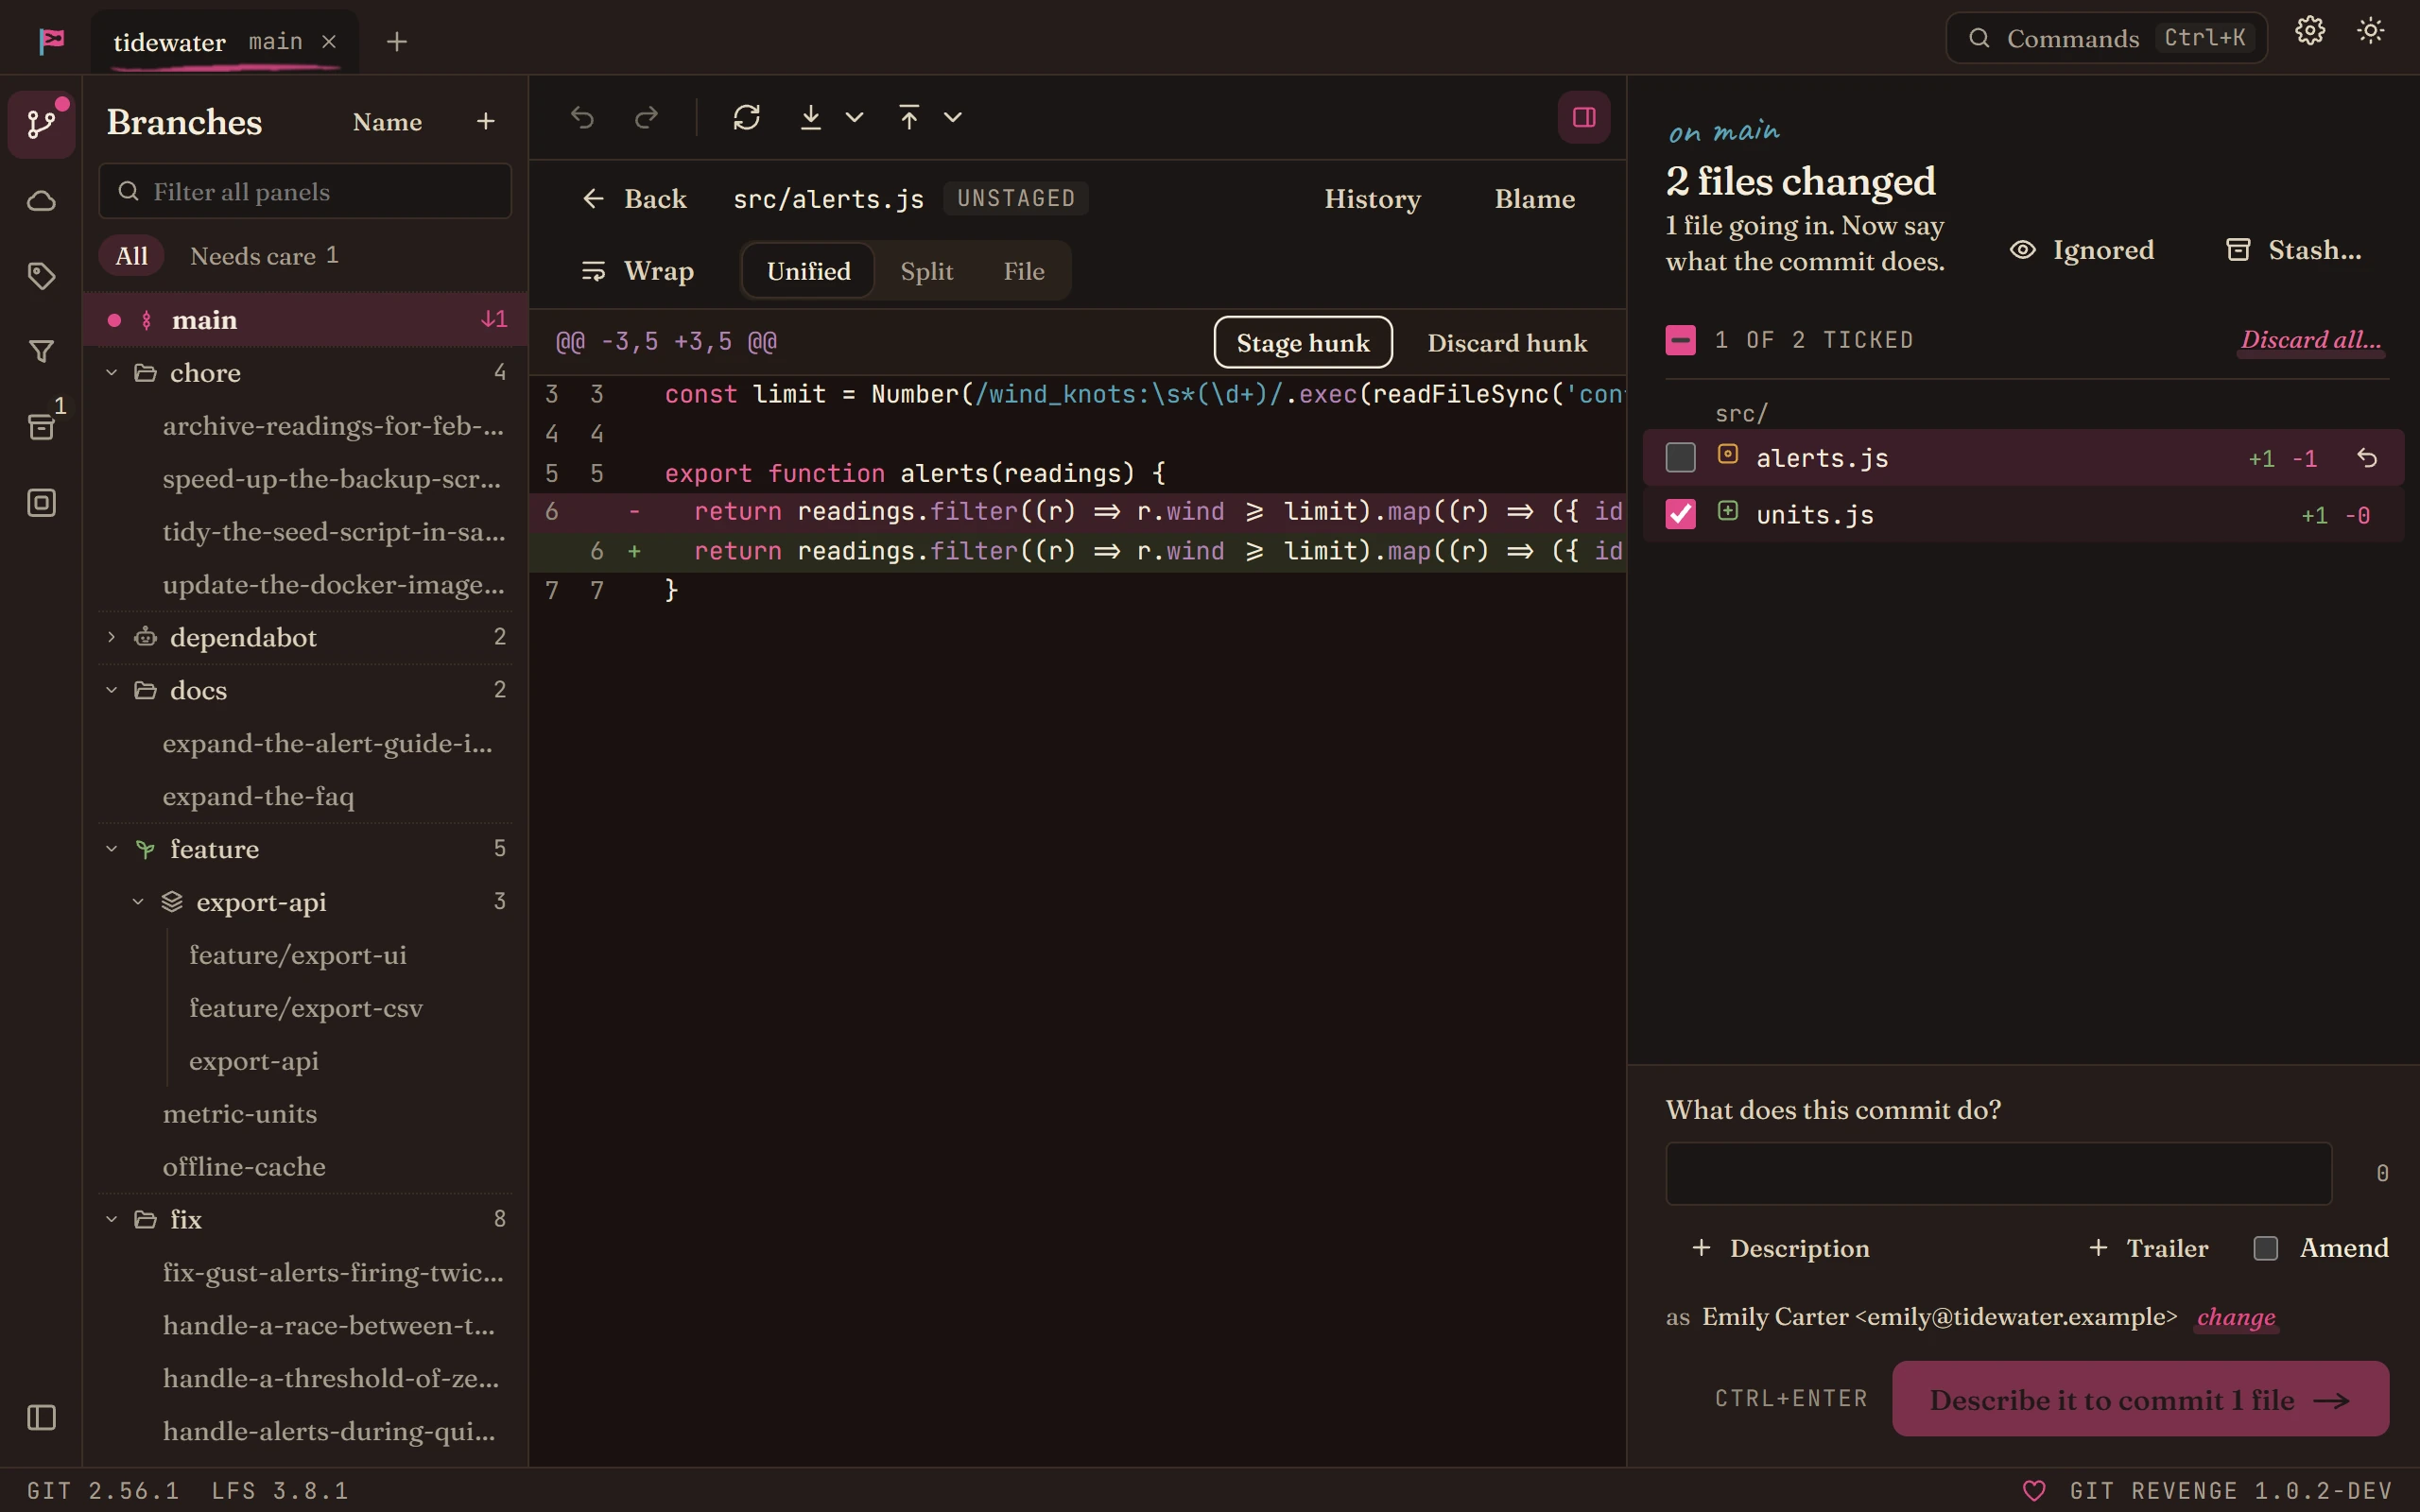 tidewater main
Commands Ctrl+K
Branches Name
Filter all panels
All Needs care 1
main ↓1
chore 4
archive-readings-for-feb-...
speed-up-the-backup-scr...
tidy-the-seed-script-in-sa...
update-the-docker-image...
dependabot 2
docs 2
expand-the-alert-guide-i...
expand-the-faq
feature 5
export-api 3
feature/export-ui
feature/export-csv
export-api
metric-units
offline-cache
fix 8
fix-gust-alerts-firing-twic...
handle-a-race-between-t...
handle-a-threshold-of-ze...
handle-alerts-during-qui...
1
Back src/alerts.js UNSTAGED History Blame
Wrap Unified Split File
@@ -3,5 +3,5 @@ Stage hunk Discard hunk
3 3 const limit = Number(/wind_knots:\s*(\d+)/.exec(readFileSync('con
4 4
5 5 export function alerts(readings) {
6 - return readings.filter((r) => r.wind >= limit).map((r) => ({ id
6 + return readings.filter((r) => r.wind >= limit).map((r) => ({ id
7 7 }
on main
2 files changed
1 file going in. Now say
what the commit does.
Ignored Stash...
1 OF 2 TICKED Discard all...
src/
alerts.js +1 -1
units.js +1 -0
What does this commit do?
0
+ Description + Trailer Amend
as Emily Carter <emily@tidewater.example> change
CTRL+ENTER Describe it to commit 1 file →
GIT 2.56.1 LFS 3.8.1
GIT REVENGE 1.0.2-DEV